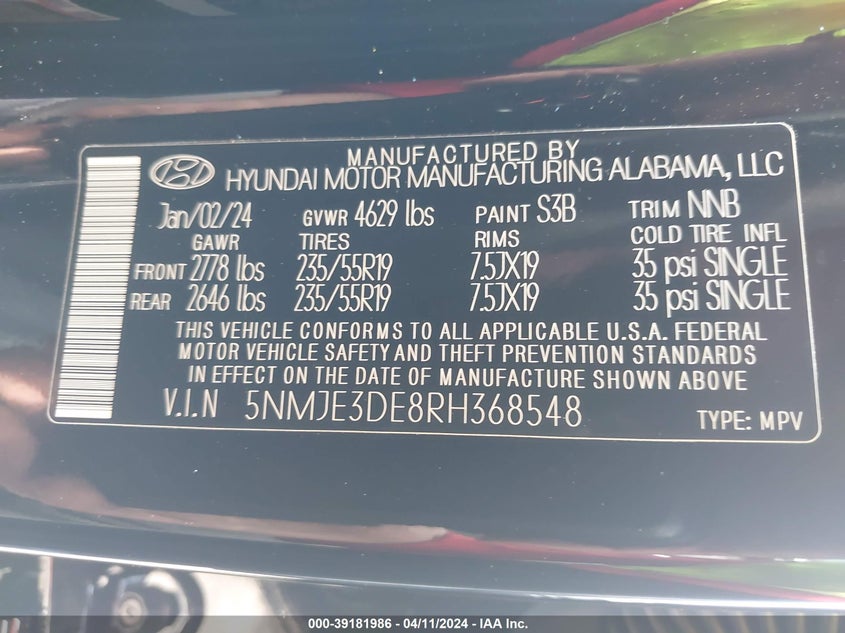 MANUFACTURED BY
HYUNDAI MOTOR MANUFACTURING ALABAMA, LLC
Jan/02/24 GVWR 4629 lbs PAINT S3B TRIM NNB
GAWR TIRES RIMS COLD TIRE INFL
FRONT 2778 lbs 235/55R19 7.5JX19 35 psi SINGLE
REAR 2646 lbs 235/55R19 7.5JX19 35 psi SINGLE
THIS VEHICLE CONFORMS TO ALL APPLICABLE U.S.A. FEDERAL
MOTOR VEHICLE SAFETY AND THEFT PREVENTION STANDARDS
IN EFFECT ON THE DATE OF MANUFACTURE SHOWN ABOVE
V.I.N 5NMJE3DE8RH368548 TYPE: MPV
000-39181986 - 04/11/2024 - IAA Inc.